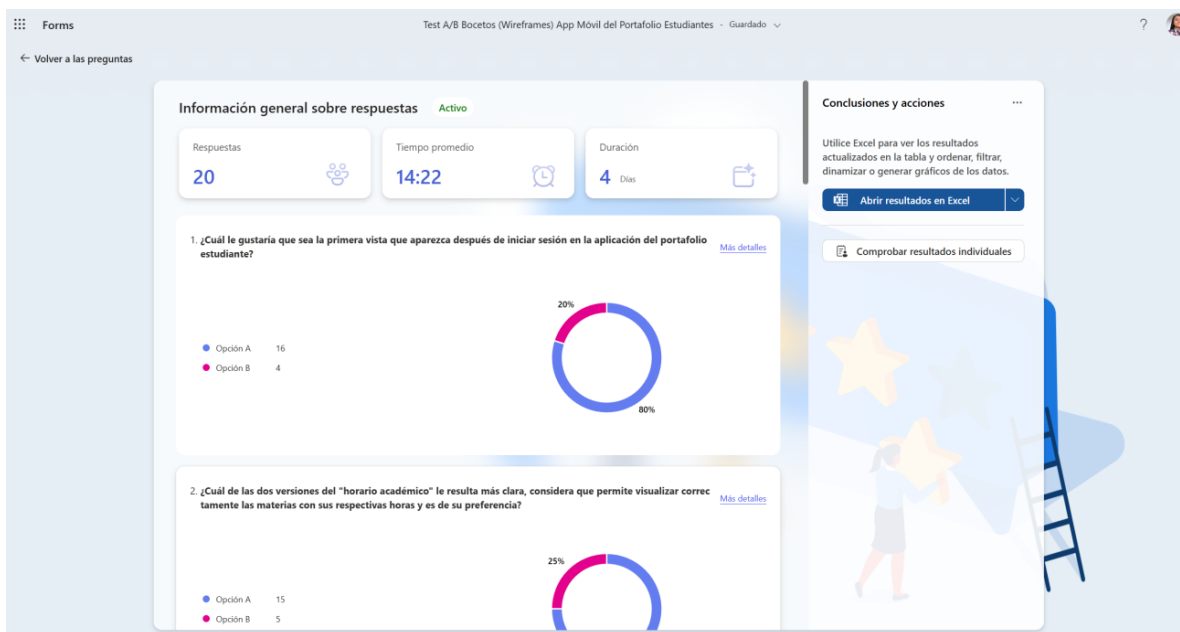 Forms
Test A/B Bocetos (Wireframes) App Móvil del Portafolio Estudiantes - Guardado
?
Volver a las preguntas
Información general sobre respuestas Activo
Respuestas
20
Tiempo promedio
14:22
Duración
4 Días
1. ¿Cuál le gustaría que sea la primera vista que aparezca después de iniciar sesión en la aplicación del portafolio
estudiante?
Más detalles
20%
Opción A 16
Opción B 4
80%
2. ¿Cuál de las dos versiones del "horario académico" le resulta más clara, considera que permite visualizar correc
tamente las materias con sus respectivas horas y es de su preferencia?
Más detalles
25%
Opción A 15
Opción B 5
Conclusiones y acciones ...
Utilice Excel para ver los resultados
actualizados en la tabla y ordenar, filtrar,
dinamizar o generar gráficos de los datos.
Abrir resultados en Excel
Comprobar resultados individuales